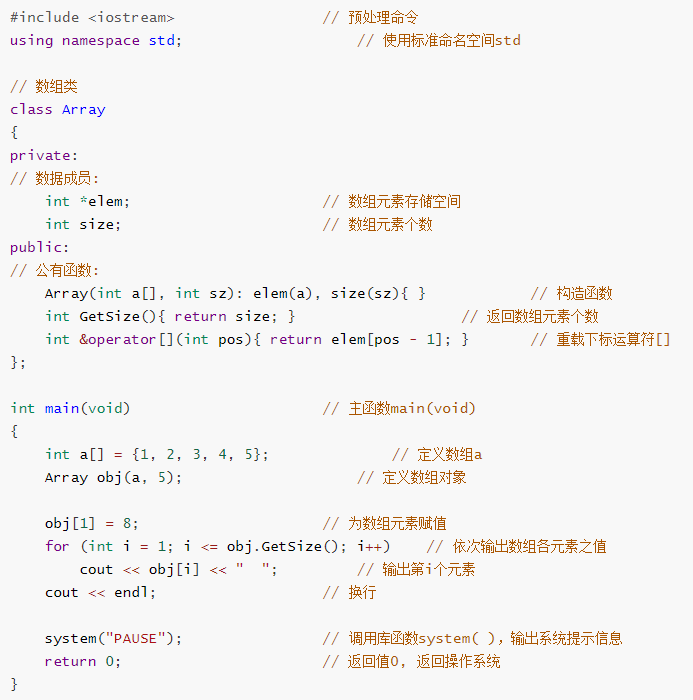 #include <iostream>                 // 预处理命令
using namespace std;                    // 使用标准命名空间std

// 数组类
class Array
{
private:
// 数据成员:
    int *elem;                      // 数组元素存储空间
    int size;                       // 数组元素个数
public:
// 公有函数:
    Array(int a[], int sz): elem(a), size(sz){ }            // 构造函数
    int GetSize(){ return size; }                   // 返回数组元素个数
    int &operator[](int pos){ return elem[pos - 1]; }       // 重载下标运算符[]
};

int main(void)                      // 主函数main(void)
{
    int a[] = {1, 2, 3, 4, 5};              // 定义数组a
    Array obj(a, 5);                    // 定义数组对象

    obj[1] = 8;                     // 为数组元素赋值
    for (int i = 1; i <= obj.GetSize(); i++)    // 依次输出数组各元素之值
        cout << obj[i] << "  ";         // 输出第i个元素
    cout << endl;                   // 换行

    system("PAUSE");                // 调用库函数system( )，输出系统提示信息
    return 0;                       // 返回值0, 返回操作系统
}